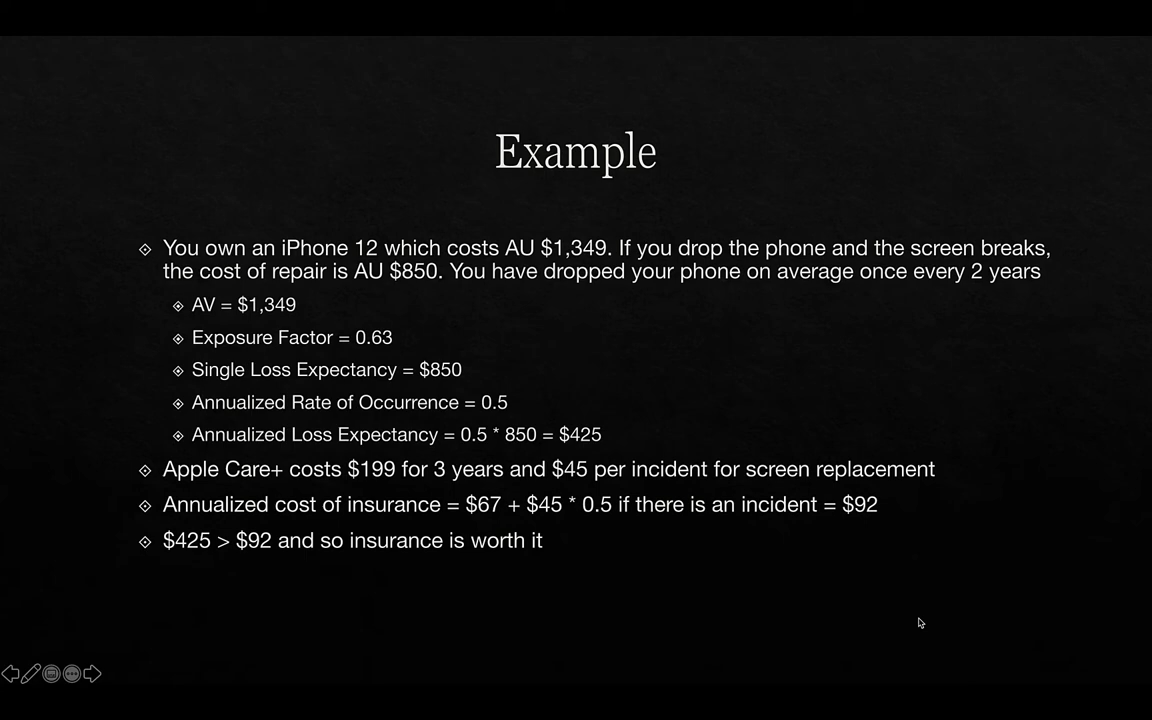 Example
You own an iPhone 12 which costs AU $1,349. If you drop the phone and the screen breaks,
the cost of repair is AU $850. You have dropped your phone on average once every 2 years
AV = $1,349
Exposure Factor = 0.63
Single Loss Expectancy = $850
Annualized Rate of Occurrence = 0.5
Annualized Loss Expectancy = 0.5 * 850 = $425
Apple Care+ costs $199 for 3 years and $45 per incident for screen replacement
Annualized cost of insurance = $67 + $45 * 0.5 if there is an incident = $92
$425 > $92 and so insurance is worth it